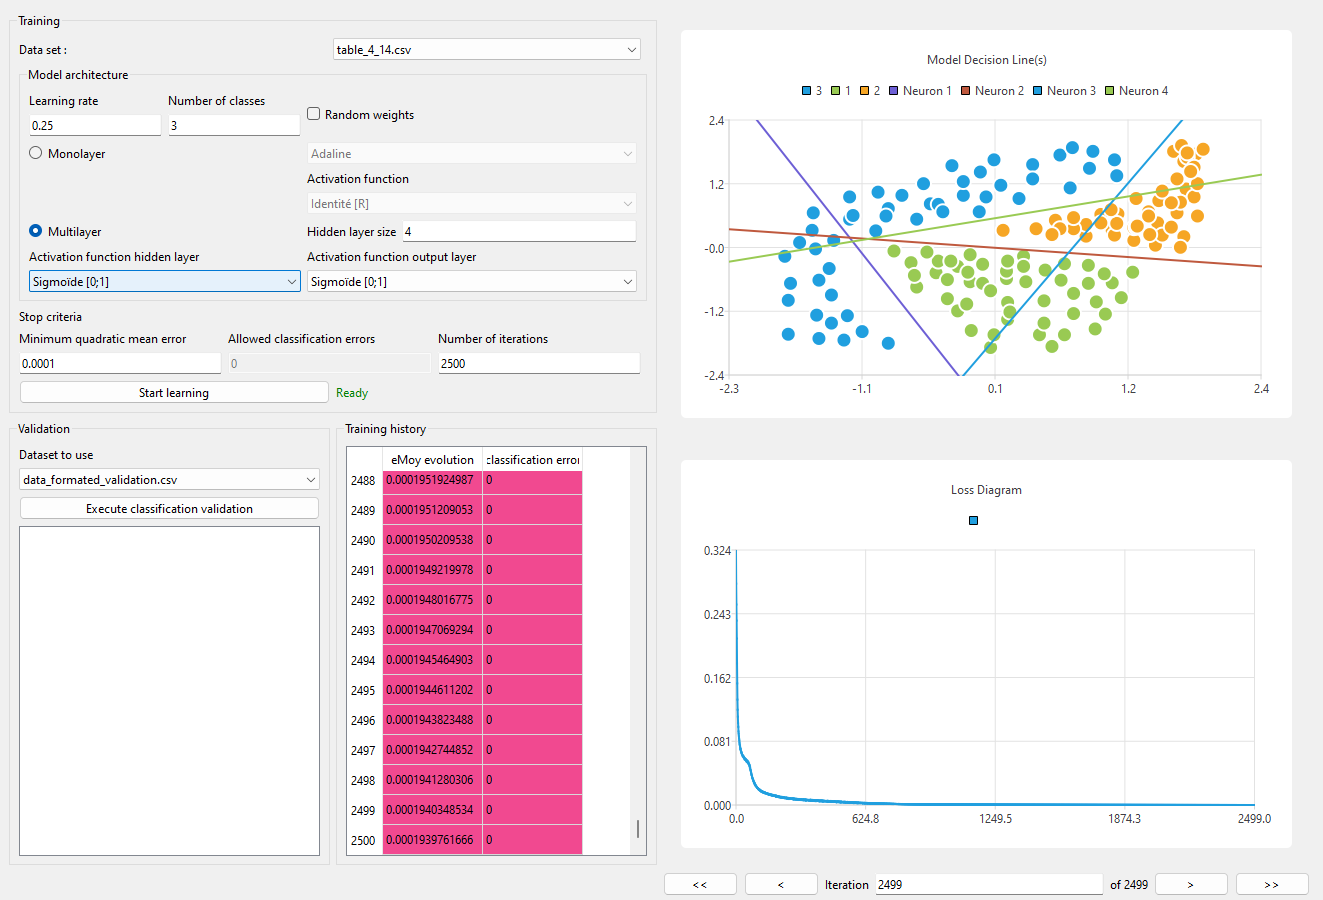 Training
Data set :
table_4_14.csv
Model architecture
Learning rate
Number of classes
0.25
3
Random weights
Monolayer
Adaline
Activation function
Identité [R]
Multilayer
Hidden layer size
4
Activation function hidden layer
Activation function output layer
Sigmoïde [0;1]
Sigmoïde [0;1]
Stop criteria
Minimum quadratic mean error
Allowed classification errors
Number of iterations
0.0001
0
2500
Start learning
Ready
Validation
Dataset to use
data_formated_validation.csv
Execute classification validation
Training history
eMoy evolution classification error
2488 0.0001951924987 0
2489 0.0001951209053 0
2490 0.0001950209538 0
2491 0.0001949219978 0
2492 0.0001948016775 0
2493 0.0001947069294 0
2494 0.0001945464903 0
2495 0.0001944611202 0
2496 0.0001943823488 0
2497 0.0001942744852 0
2498 0.0001941280306 0
2499 0.0001940348534 0
2500 0.0001939761666 0
Model Decision Line(s)
3 1 2 Neuron 1 Neuron 2 Neuron 3 Neuron 4
2.4
1.2
-0.0
-1.2
-2.4
-2.3 -1.1 0.1 1.2 2.4
Loss Diagram
0.324
0.243
0.162
0.081
0.000
0.0 624.8 1249.5 1874.3 2499.0
<< < Iteration 2499 of 2499 > >>